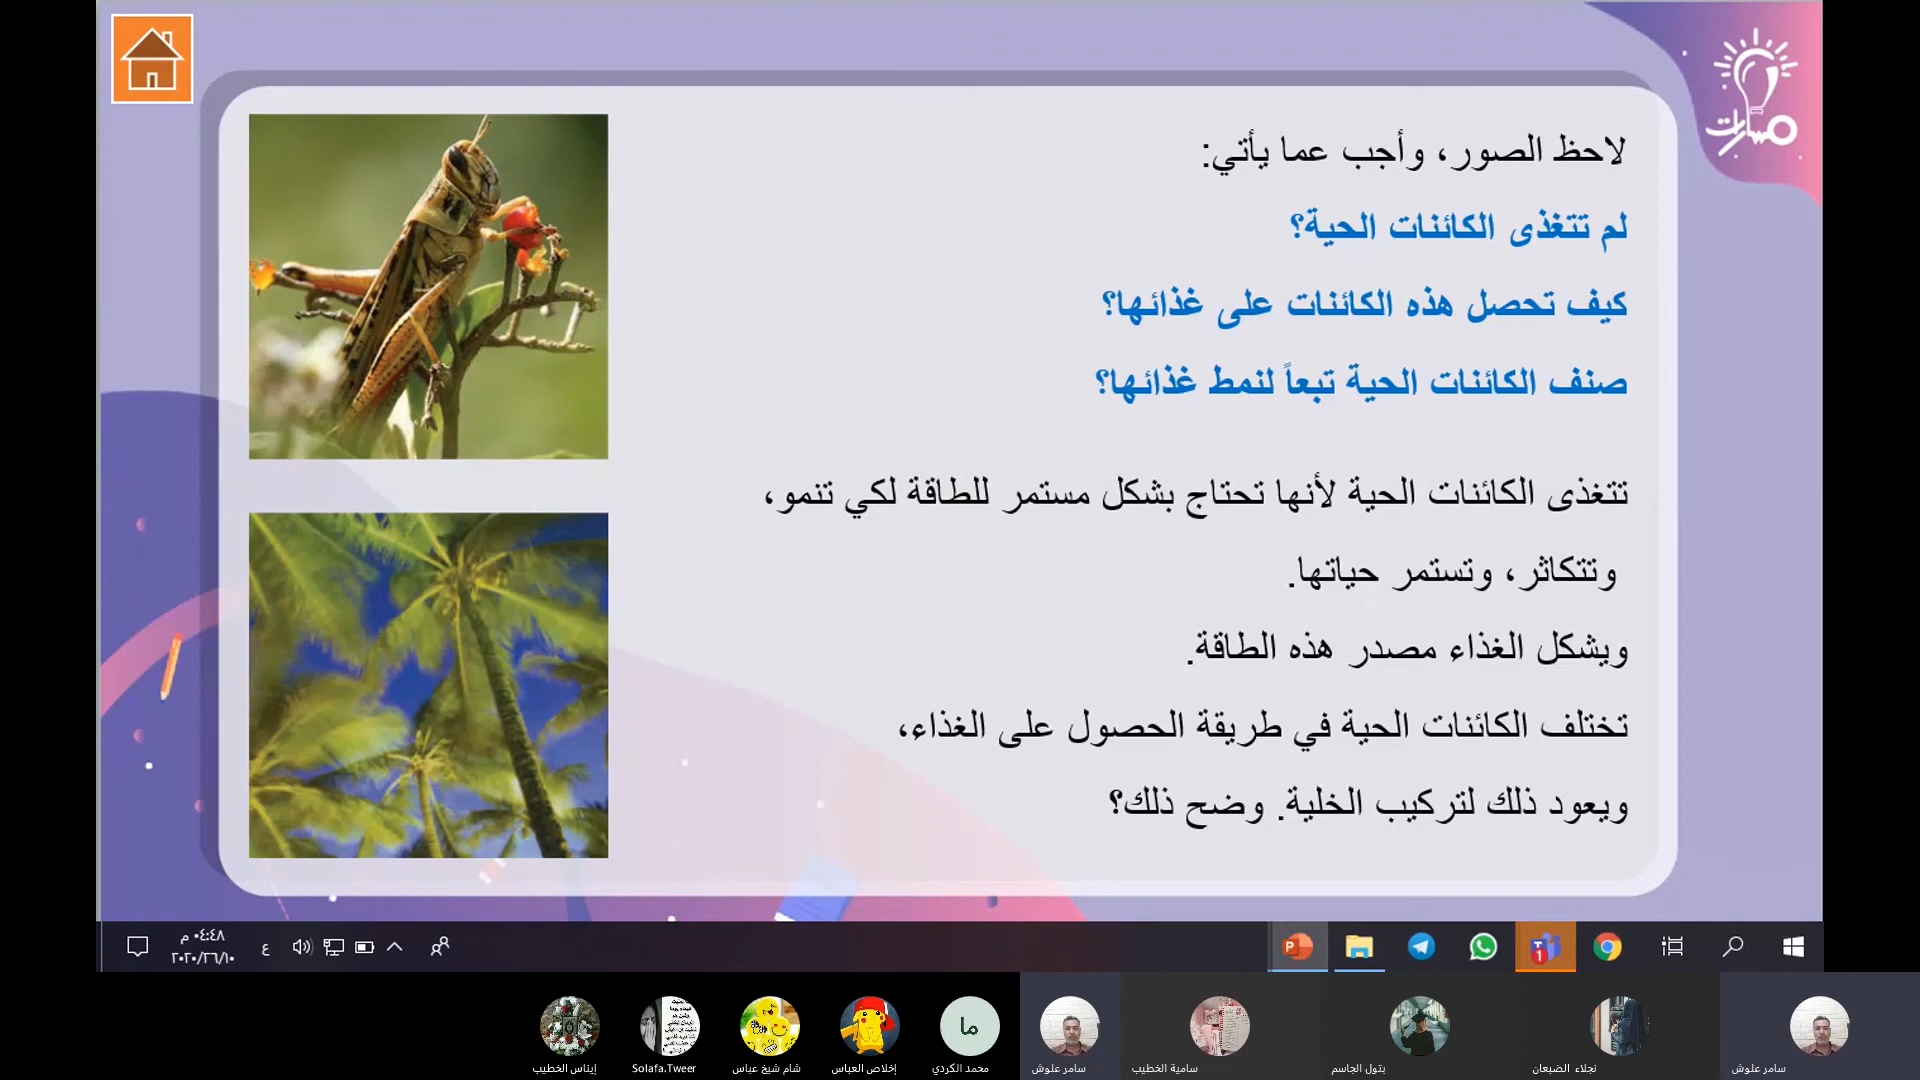 مسارات
لاحظ الصور، وأجب عما يأتي:
لم تتغذى الكائنات الحية؟
كيف تحصل هذه الكائنات على غذائها؟
صنف الكائنات الحية تبعاً لنمط غذائها؟
تتغذى الكائنات الحية لأنها تحتاج بشكل مستمر للطاقة لكي تنمو،
وتتكاثر، وتستمر حياتها.
ويشكل الغذاء مصدر هذه الطاقة.
تختلف الكائنات الحية في طريقة الحصول على الغذاء،
ويعود ذلك لتركيب الخلية. وضح ذلك؟
٠٤:٤٨ م
٢٠٢٠/٢٦/١٠
ع
ما
إيناس الخطيب
Solafa.Tweer
شام شيخ عباس
إخلاص العباس
محمد الكردي
سامر علوش
سامية الخطيب
بتول الجاسم
نجلاء الضبعان
سامر علوش